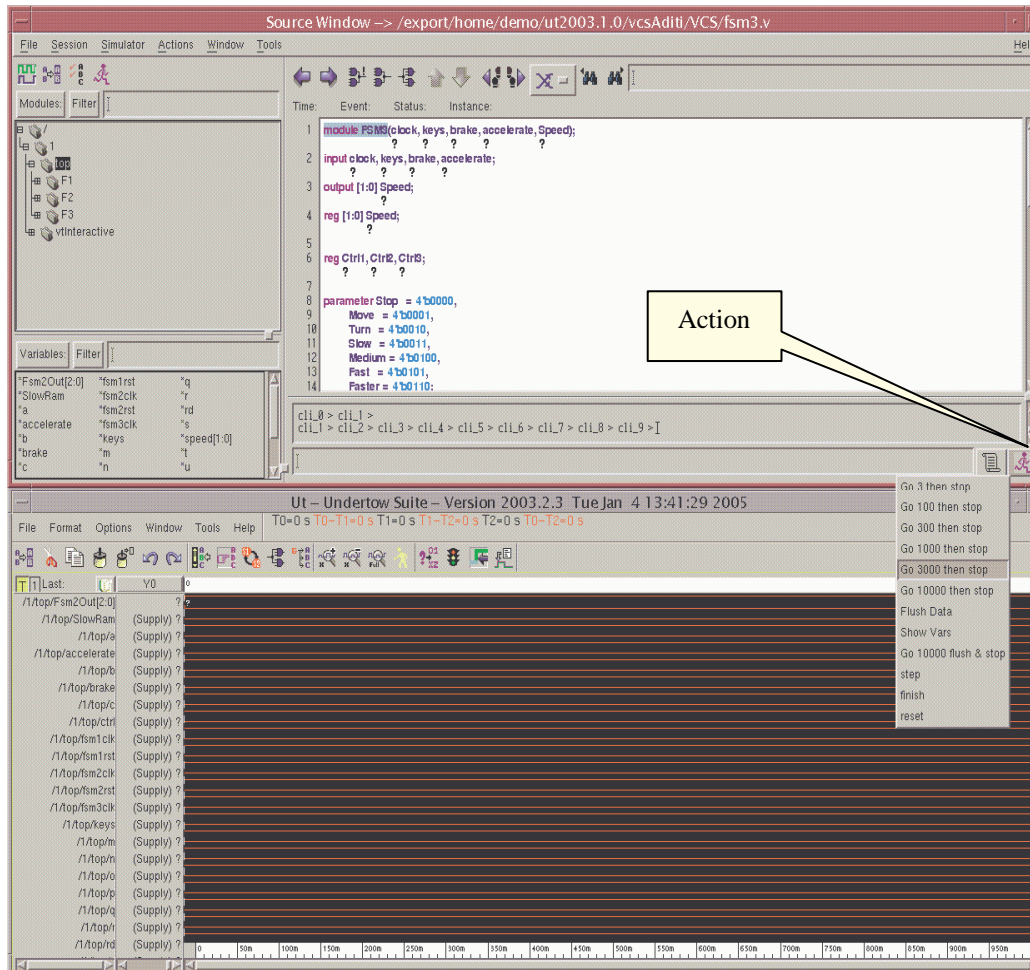 Source Window -> /export/home/demo/ut2003.1.0/vcsAditi/VCS/fsm3.v
File Session Simulator Actions Window Tools Hel
Modules: Filter
/
1
top
F1
F2
F3
vtInteractive
Variables: Filter
*Fsm2Out[2:0] *fsm1rst *q
*SlowRam *fsm2clk *r
*a *fsm2rst *rd
*accelerate *fsm3clk *s
*b *keys *speed[1:0]
*brake *m *t
*c *n *u
Time: Event: Status: Instance:
1 module FSM3(clock, keys, brake, accelerate, Speed);
? ? ? ? ?
2 input clock, keys, brake, accelerate;
? ? ? ?
3 output [1:0] Speed;
?
4 reg [1:0] Speed;
?
5
6 reg Ctrl1, Ctrl2, Ctrl3;
? ? ?
7
8 parameter Stop = 4'b0000,
9 Move = 4'b0001,
10 Turn = 4'b0010,
11 Slow = 4'b0011,
12 Medium = 4'b0100,
13 Fast = 4'b0101,
14 Faster = 4'b0110;
Action
cli_0 > cli_1 >
cli_1 > cli_2 > cli_3 > cli_4 > cli_5 > cli_6 > cli_7 > cli_8 > cli_9 >
Go 3 then stop
Go 100 then stop
Go 300 then stop
Go 1000 then stop
Go 3000 then stop
Go 10000 then stop
Flush Data
Show Vars
Go 10000 flush & stop
step
finish
reset
Ut – Undertow Suite – Version 2003.2.3 Tue Jan 4 13:41:29 2005
File Format Options Window Tools Help T0=0 s T0-T1=0 s T1=0 s T1-T2=0 s T2=0 s T0-T2=0 s
T 1 Last: Y0 0
/1/top/Fsm2Out[2:0] ? ?
/1/top/SlowRam (Supply) ?
/1/top/a (Supply) ?
/1/top/accelerate (Supply) ?
/1/top/b (Supply) ?
/1/top/brake (Supply) ?
/1/top/c (Supply) ?
/1/top/ctrl (Supply) ?
/1/top/fsm1clk (Supply) ?
/1/top/fsm1rst (Supply) ?
/1/top/fsm2clk (Supply) ?
/1/top/fsm2rst (Supply) ?
/1/top/fsm3clk (Supply) ?
/1/top/keys (Supply) ?
/1/top/m (Supply) ?
/1/top/n (Supply) ?
/1/top/o (Supply) ?
/1/top/p (Supply) ?
/1/top/q (Supply) ?
/1/top/r (Supply) ?
/1/top/rd (Supply) ?
0 50m 100m 150m 200m 250m 300m 350m 400m 450m 500m 550m 600m 650m 700m 750m 800m 850m 900m 950m